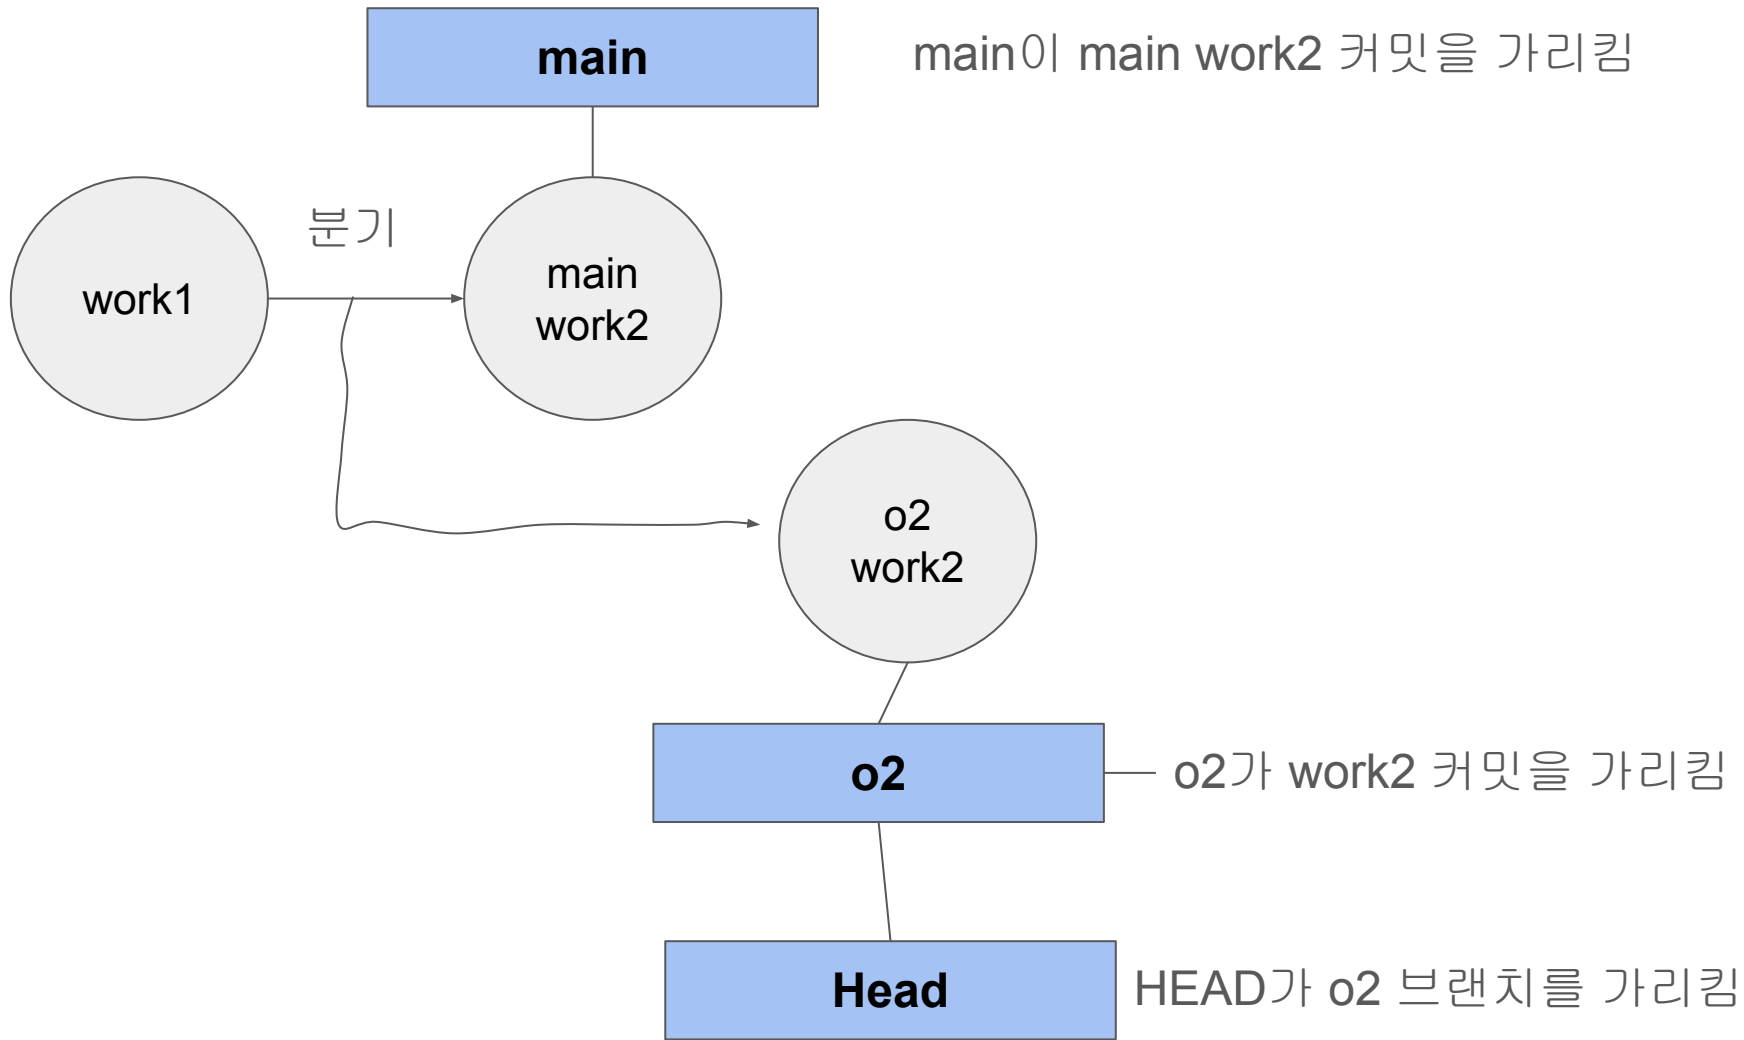 main
main이 main work2 커밋을 가리킴
분기
work1
main
work2
o2
work2
o2
o2가 work2 커밋을 가리킴
Head
HEAD가 o2 브랜치를 가리킴